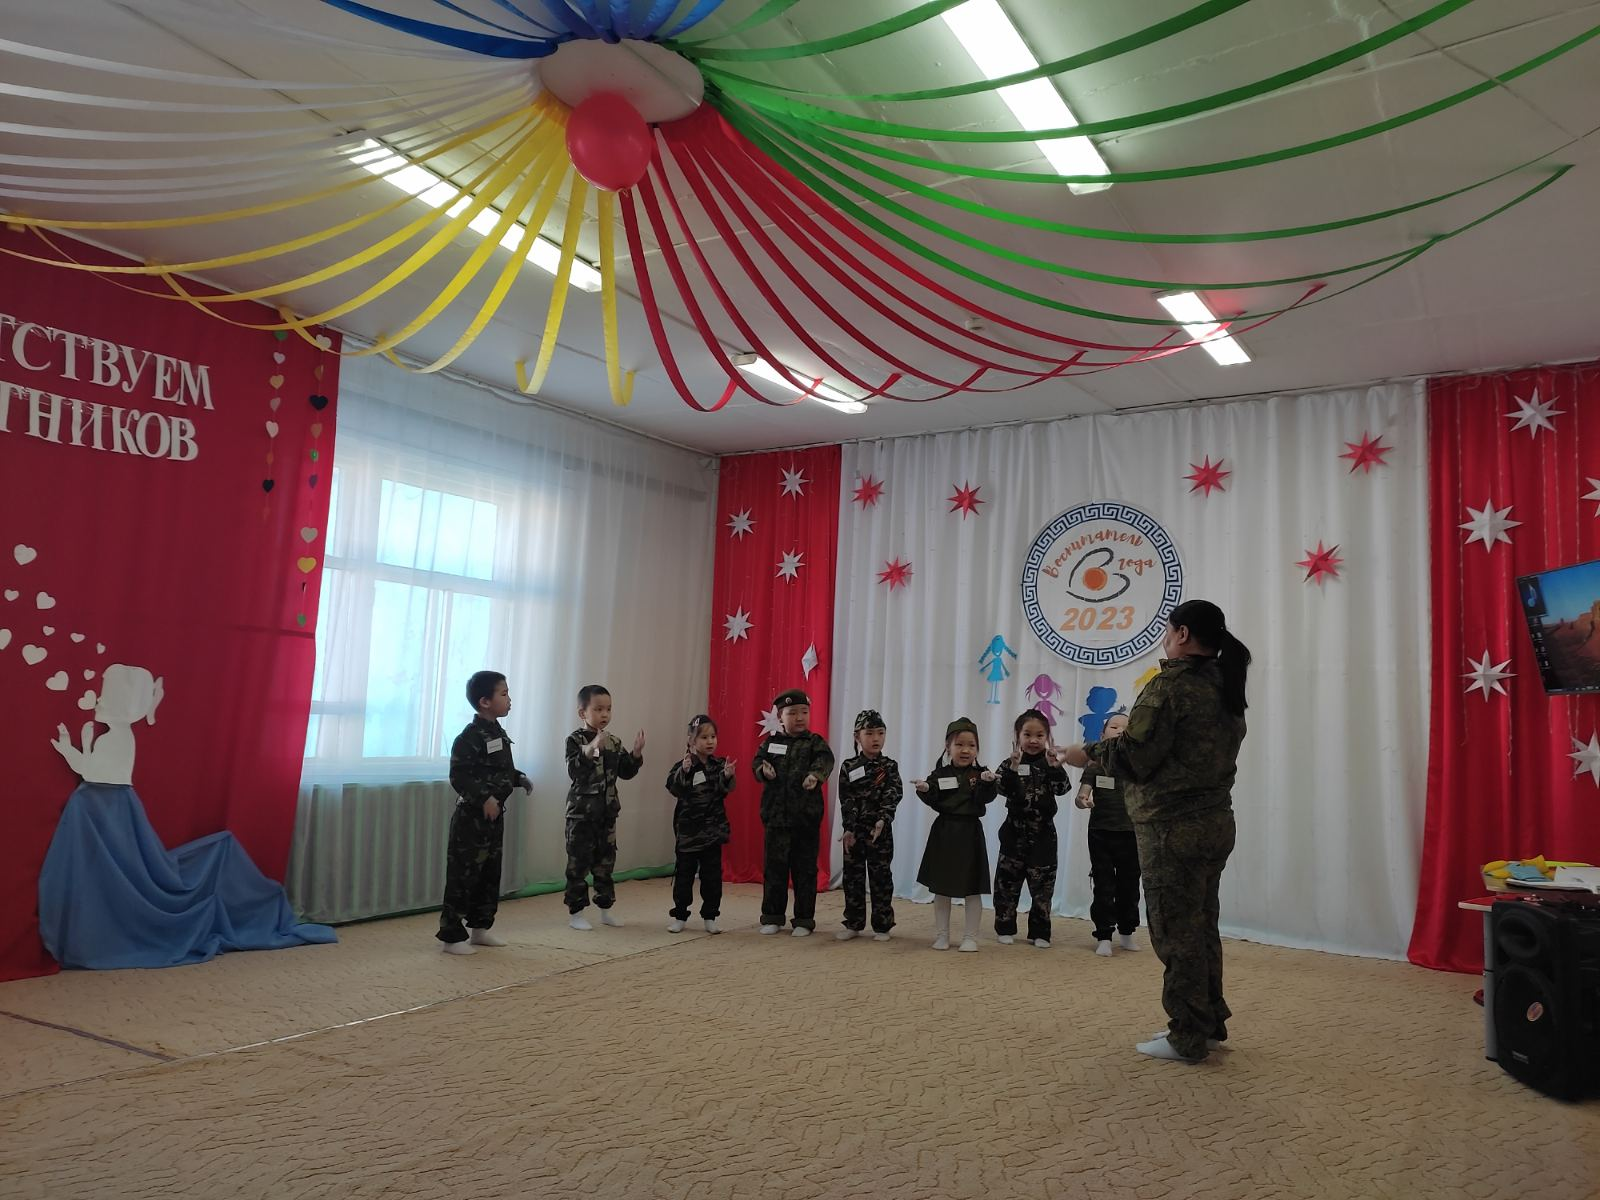 ТСТВУЕМ
ТНИКОВ
Воспитатель
года
2023